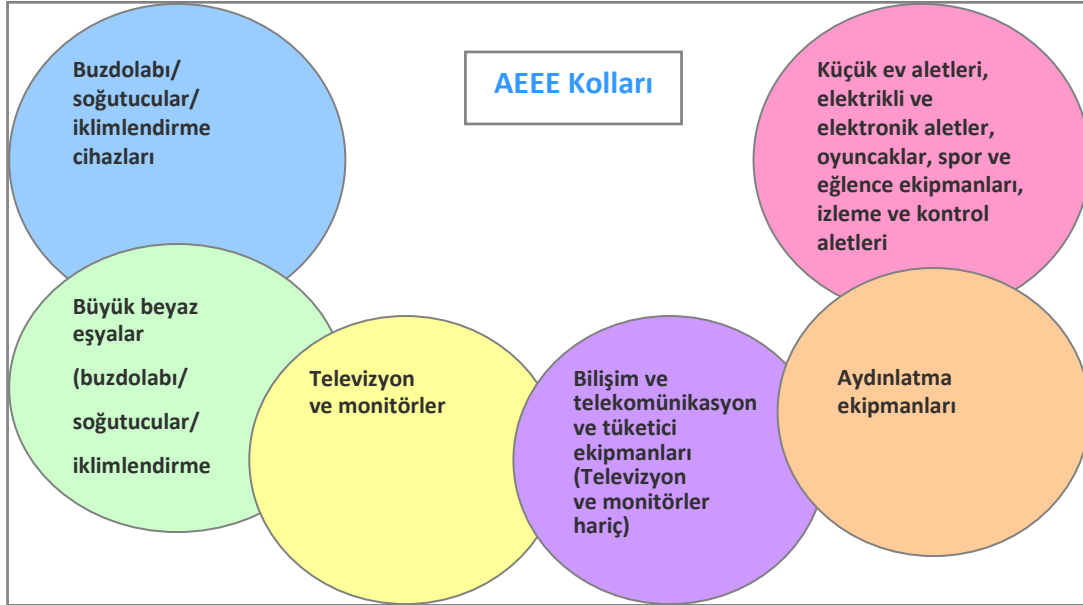 AEEE Kolları
Buzdolabı/
soğutucular/
iklimlendirme
cihazları
Büyük beyaz
eşyalar
(buzdolabı/
soğutucular/
iklimlendirme
Televizyon
ve monitörler
Bilişim ve
telekomünikasyon
ve tüketici
ekipmanları
(Televizyon
ve monitörler
hariç)
Aydınlatma
ekipmanları
Küçük ev aletleri,
elektrikli ve
elektronik aletler,
oyuncaklar, spor ve
eğlence ekipmanları,
izleme ve kontrol
aletleri